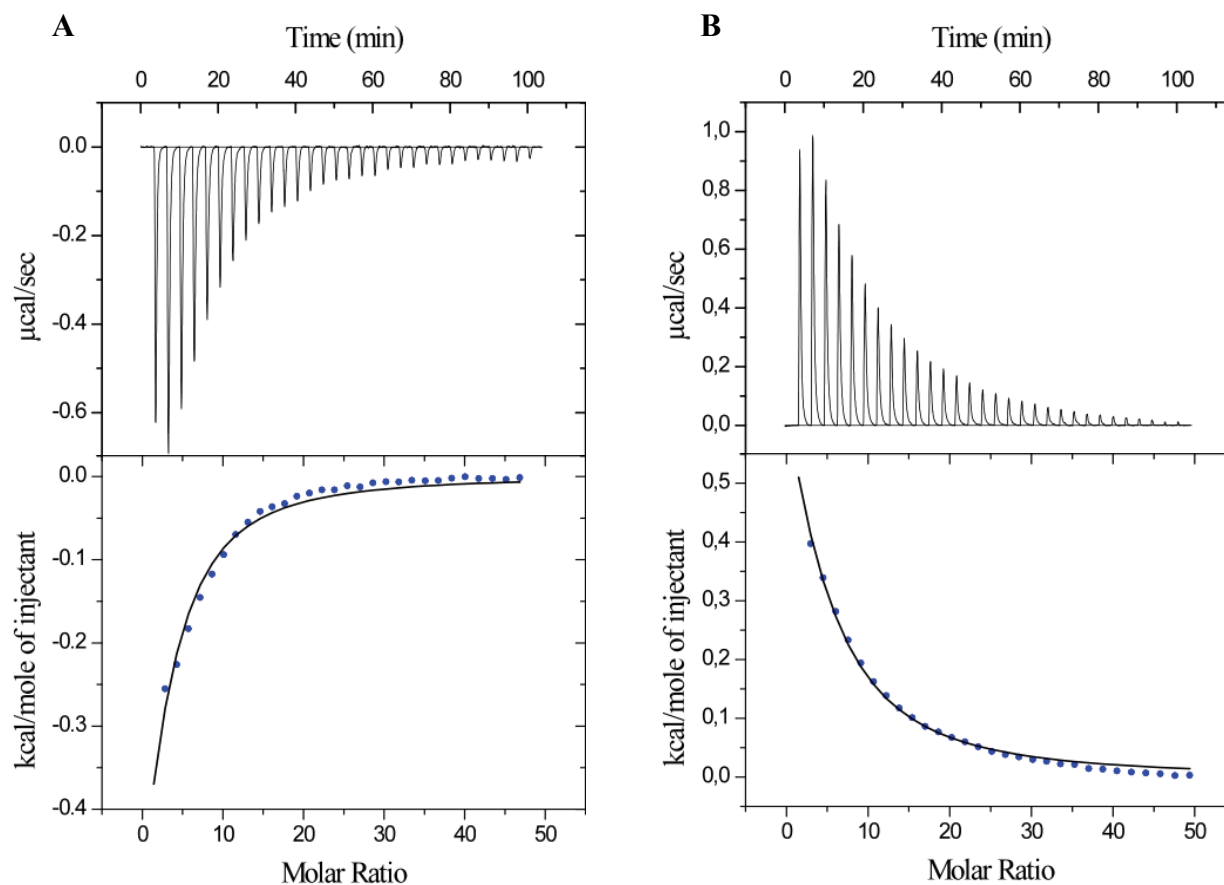 A
Time (min)
0 20 40 60 80 100
0.0
-0.2
-0.4
-0.6
µcal/sec
0.0
-0.1
-0.2
-0.3
-0.4
kcal/mole of injectant
0 10 20 30 40 50
Molar Ratio
B
Time (min)
0 20 40 60 80 100
1,0
0,8
0,6
0,4
0,2
0,0
µcal/sec
0,5
0,4
0,3
0,2
0,1
0,0
kcal/mole of injectant
0 10 20 30 40 50
Molar Ratio